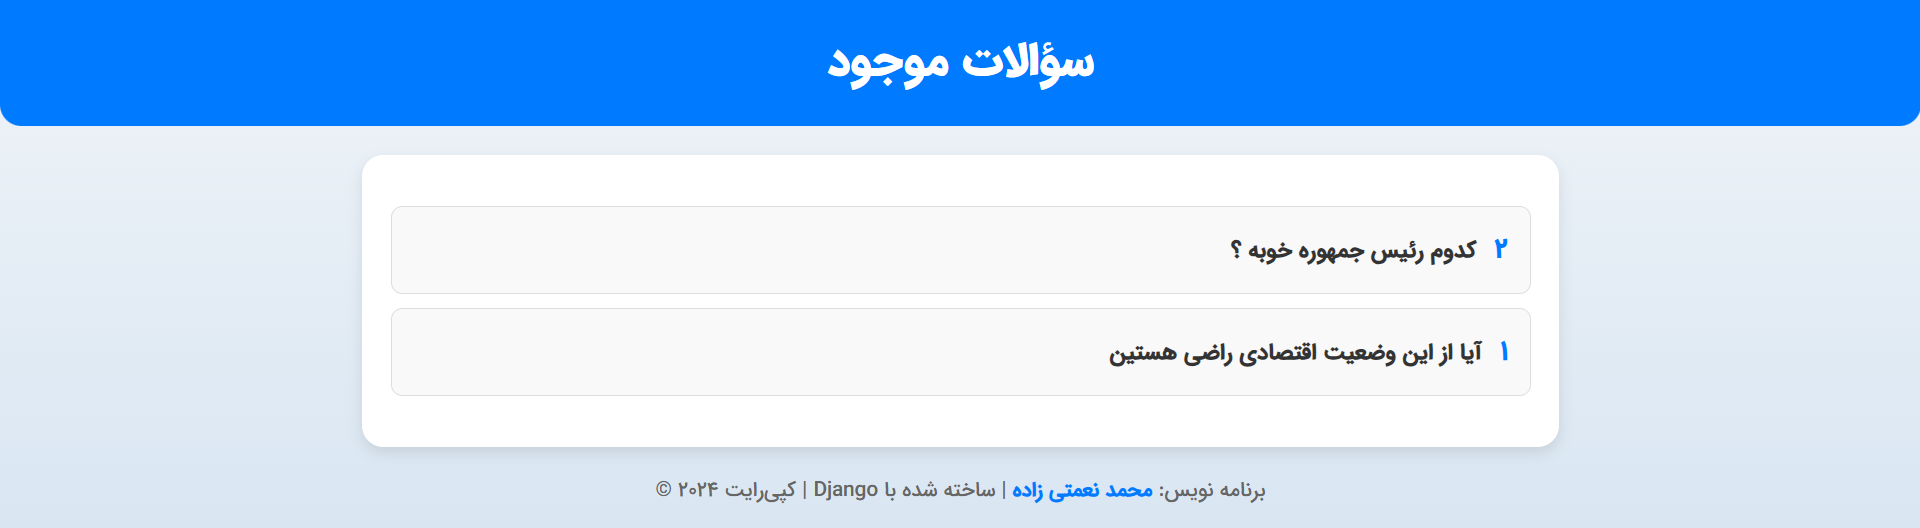 سؤالات موجود
۲ کدوم رئیس جمهوره خوبه ؟
۱ آیا از این وضعیت اقتصادی راضی هستین
برنامه نویس: محمد نعمتی زاده | ساخته شده با Django | کپی‌رایت ۲۰۲۴ ©